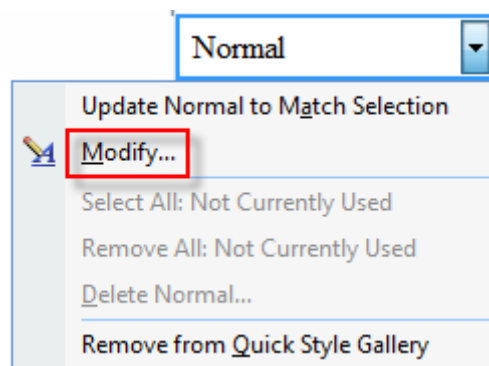 Normal
Update Normal to Match Selection
Modify...
Select All: Not Currently Used
Remove All: Not Currently Used
Delete Normal...
Remove from Quick Style Gallery